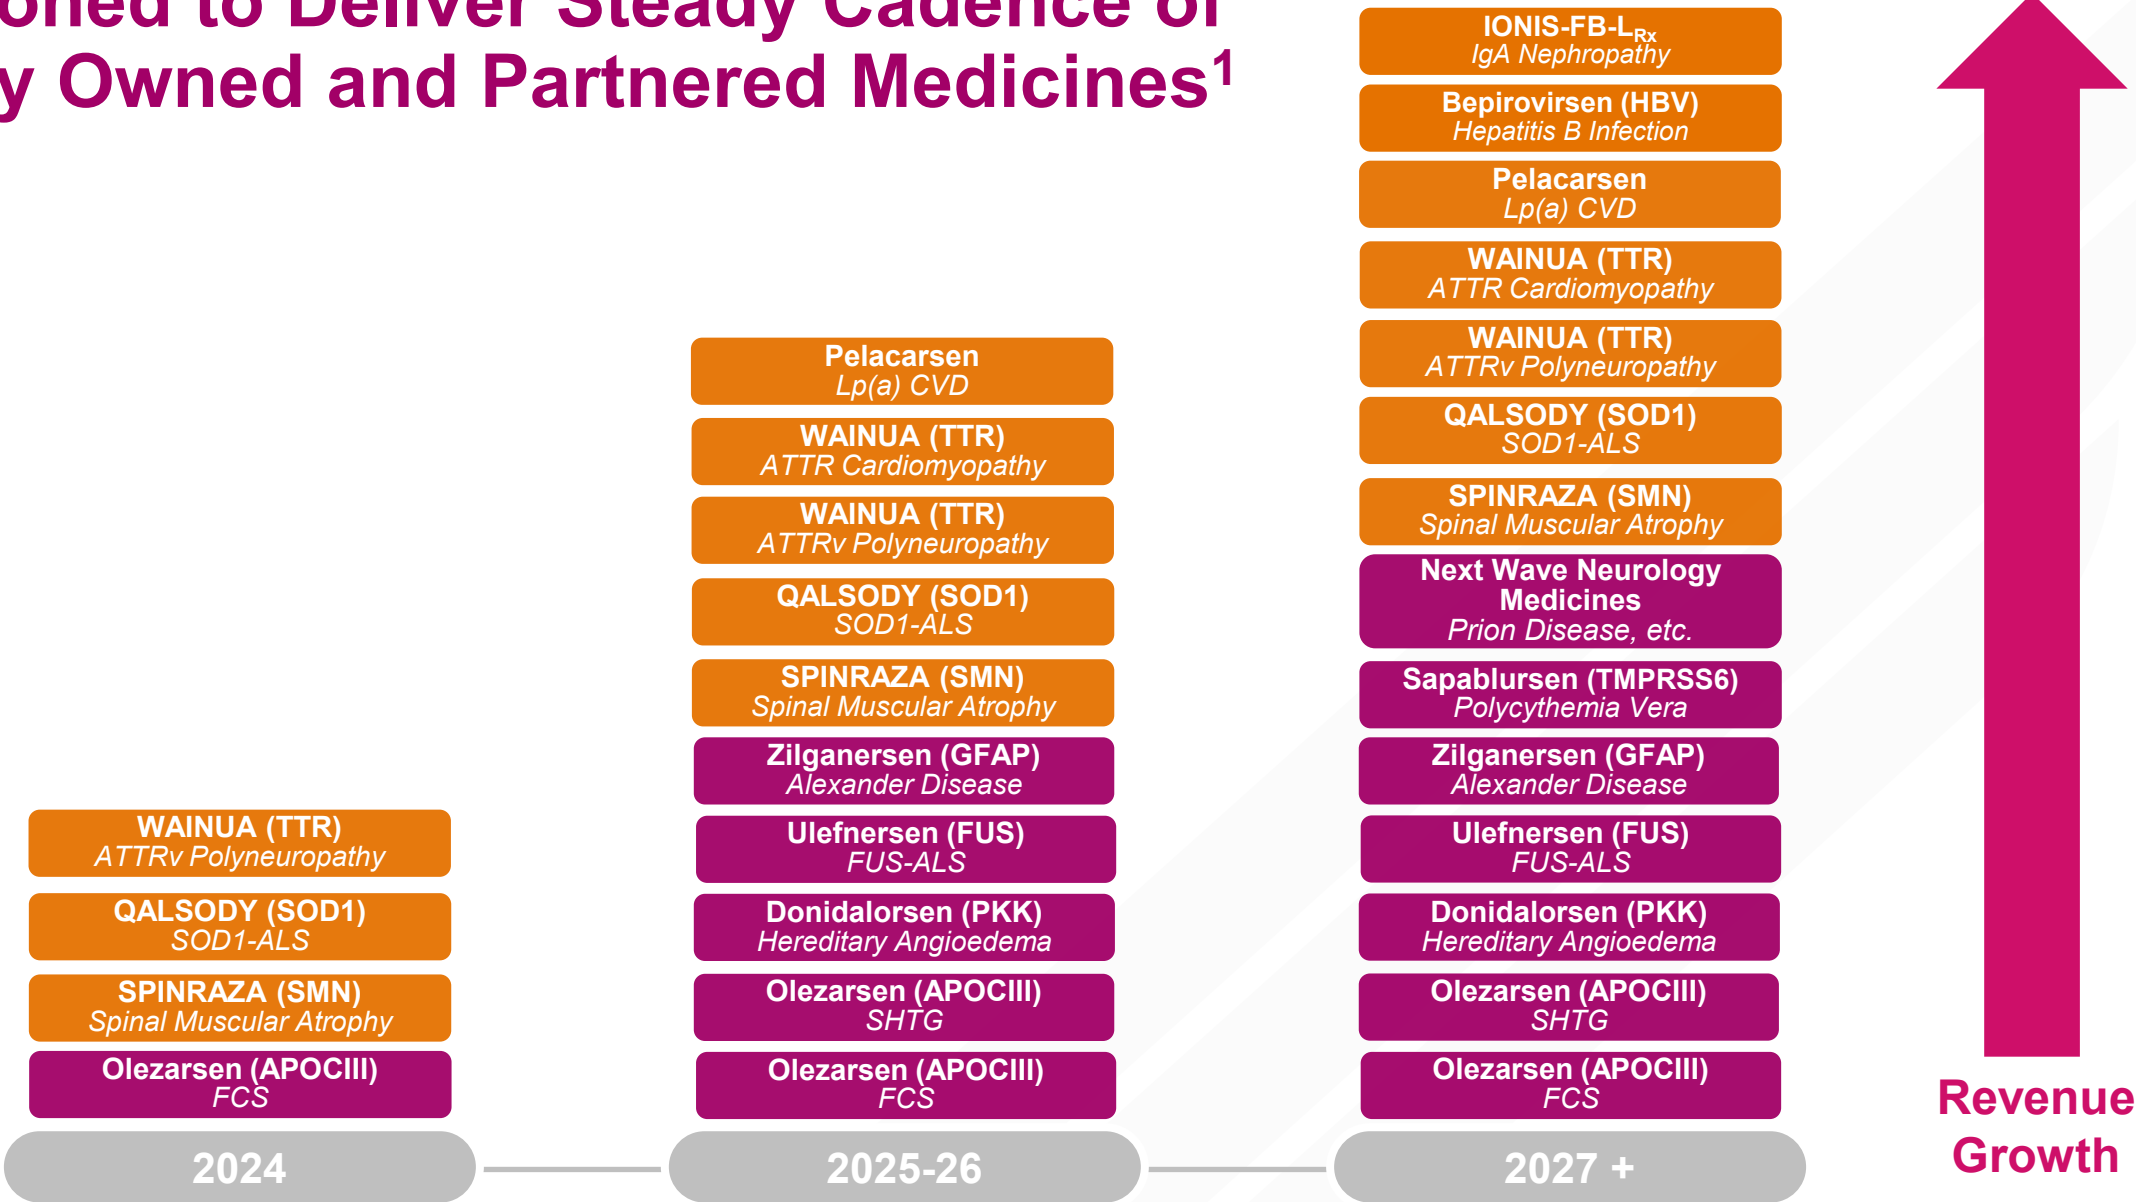 to Deliver Steady Cadence of
Owned and Partnered Medicines1
WAINUA (TTR)
ATTRv Polyneuropathy
QALSODY (SOD1)
SOD1-ALS
SPINRAZA (SMN)
Spinal Muscular Atrophy
Olezarsen (APOCIII)
FCS
2024
Pelacarsen
Lp(a) CVD
WAINUA (TTR)
ATTR Cardiomyopathy
WAINUA (TTR)
ATTRv Polyneuropathy
QALSODY (SOD1)
SOD1-ALS
SPINRAZA (SMN)
Spinal Muscular Atrophy
Zilganersen (GFAP)
Alexander Disease
Ulefnersen (FUS)
FUS-ALS
Donidalorsen (PKK)
Hereditary Angioedema
Olezarsen (APOCIII)
SHTG
Olezarsen (APOCIII)
FCS
2025-26
IONIS-FB-LRx
IgA Nephropathy
Bepirovirsen (HBV)
Hepatitis B Infection
Pelacarsen
Lp(a) CVD
WAINUA (TTR)
ATTR Cardiomyopathy
WAINUA (TTR)
ATTRv Polyneuropathy
QALSODY (SOD1)
SOD1-ALS
SPINRAZA (SMN)
Spinal Muscular Atrophy
Next Wave Neurology
Medicines
Prion Disease, etc.
Sapablursen (TMPRSS6)
Polycythemia Vera
Zilganersen (GFAP)
Alexander Disease
Ulefnersen (FUS)
FUS-ALS
Donidalorsen (PKK)
Hereditary Angioedema
Olezarsen (APOCIII)
SHTG
Olezarsen (APOCIII)
FCS
2027 +
Revenue
Growth